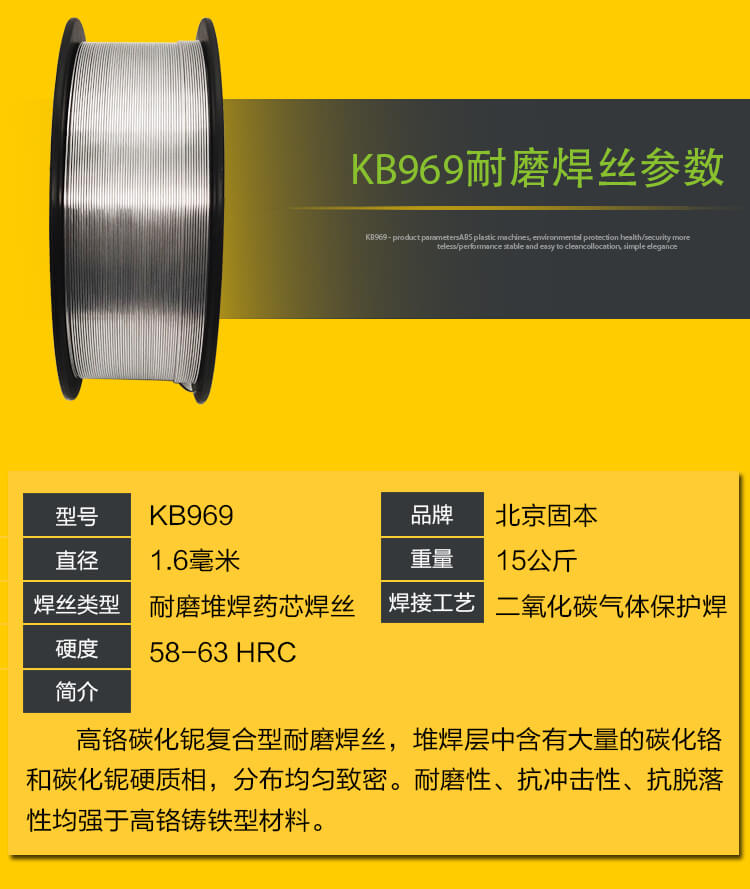 KB969耐磨焊丝参数
KB969 - product parametersABS plastic machines, environmental protection health/security more
teless/performance stable and easy to cleancollocation, simple elegance
型号 KB969 品牌 北京固本
直径 1.6毫米 重量 15公斤
焊丝类型 耐磨堆焊药芯焊丝 焊接工艺 二氧化碳气体保护焊
硬度 58-63 HRC
简介
高铬碳化铌复合型耐磨焊丝，堆焊层中含有大量的碳化铬
和碳化铌硬质相，分布均匀致密。耐磨性、抗冲击性、抗脱落
性均强于高铬铸铁型材料。